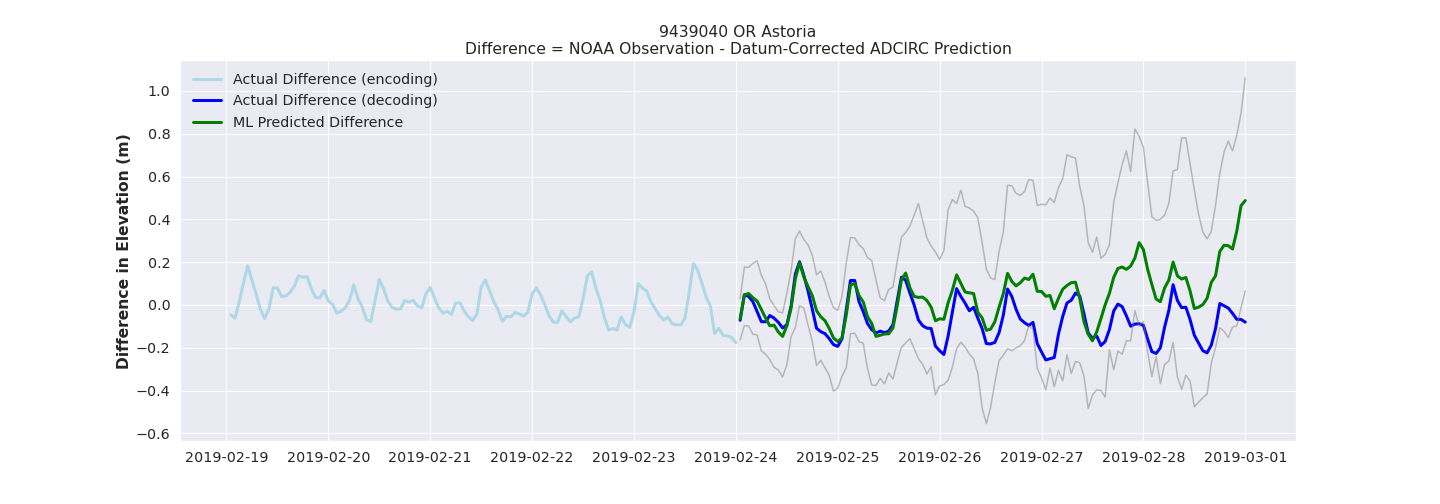 9439040 OR Astoria
Difference = NOAA Observation - Datum-Corrected ADCIRC Prediction
Actual Difference (encoding)
Actual Difference (decoding)
ML Predicted Difference
Difference in Elevation (m)
1.0
0.8
0.6
0.4
0.2
0.0
−0.2
−0.4
−0.6
2019-02-19 2019-02-20 2019-02-21 2019-02-22 2019-02-23 2019-02-24 2019-02-25 2019-02-26 2019-02-27 2019-02-28 2019-03-01